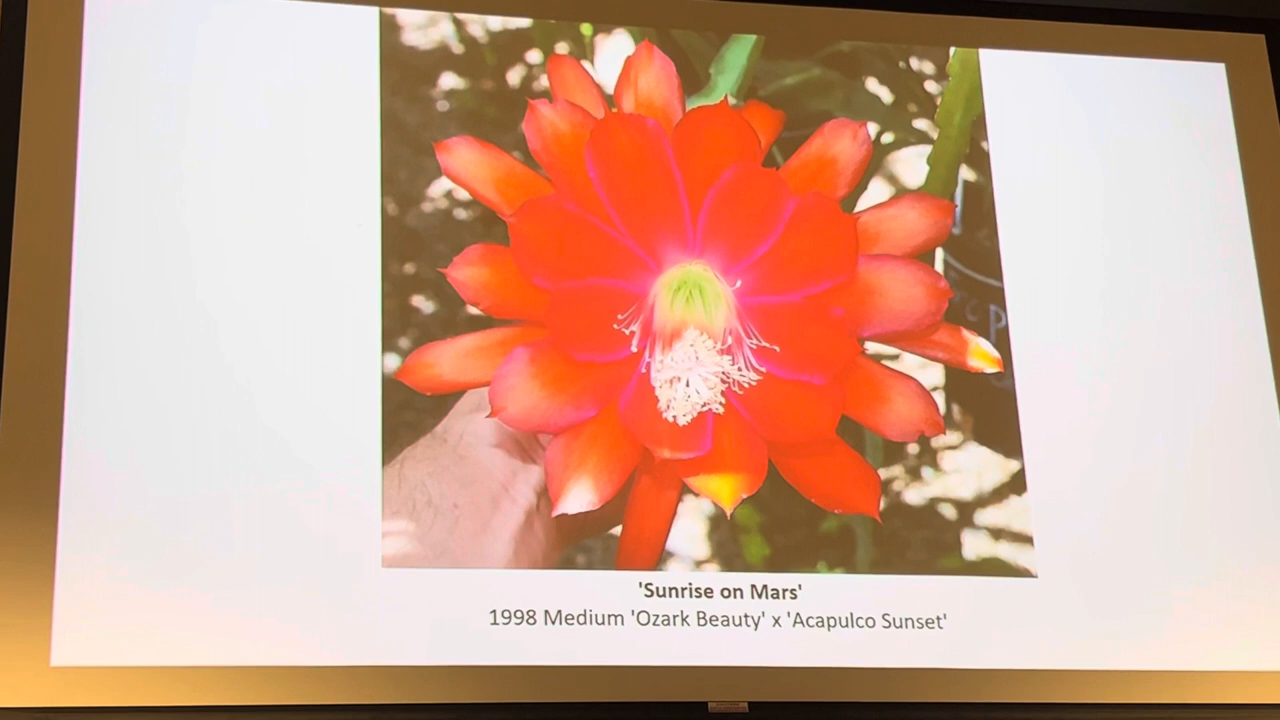 'Sunrise on Mars'
1998 Medium 'Ozark Beauty' x 'Acapulco Sunset'